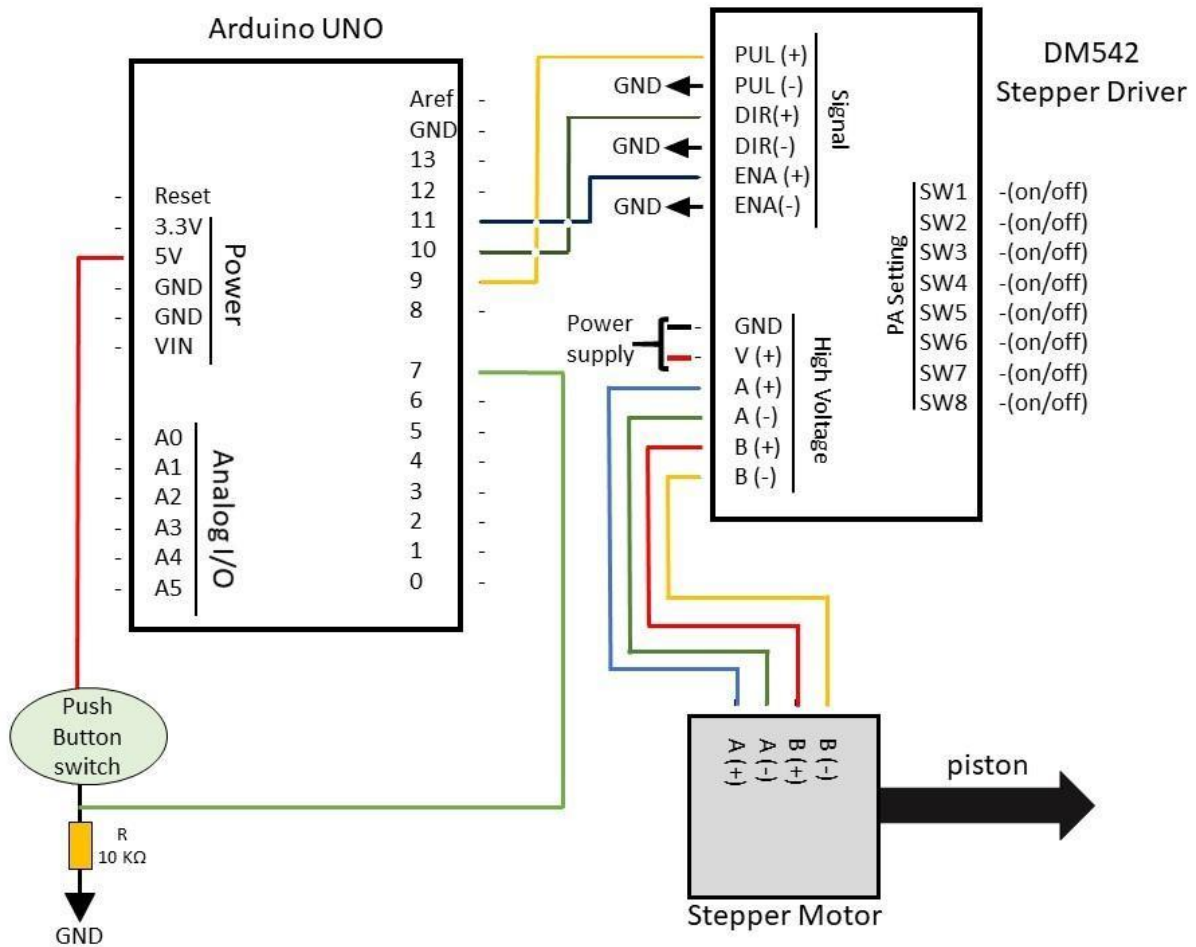 Arduino UNO
Aref -
GND -
13 -
12 -
11
10
9
8 -
7
6 -
5 -
4 -
3 -
2 -
1 -
0 -
- Reset
- 3.3V
5V
- GND
- GND
- VIN
Power
- A0
- A1
- A2
- A3
- A4
- A5
Analog I/O
Push
Button
switch
R
10 KΩ
GND
DM542
Stepper Driver
PUL (+)
GND PUL (-)
DIR(+)
GND DIR(-)
ENA (+)
GND ENA(-)
Signal
Power
supply
- GND
- V (+)
A (+)
A (-)
B (+)
B (-)
High Voltage
PA Setting
SW1 -(on/off)
SW2 -(on/off)
SW3 -(on/off)
SW4 -(on/off)
SW5 -(on/off)
SW6 -(on/off)
SW7 -(on/off)
SW8 -(on/off)
A (+)
A (-)
B (+)
B (-)
piston
Stepper Motor